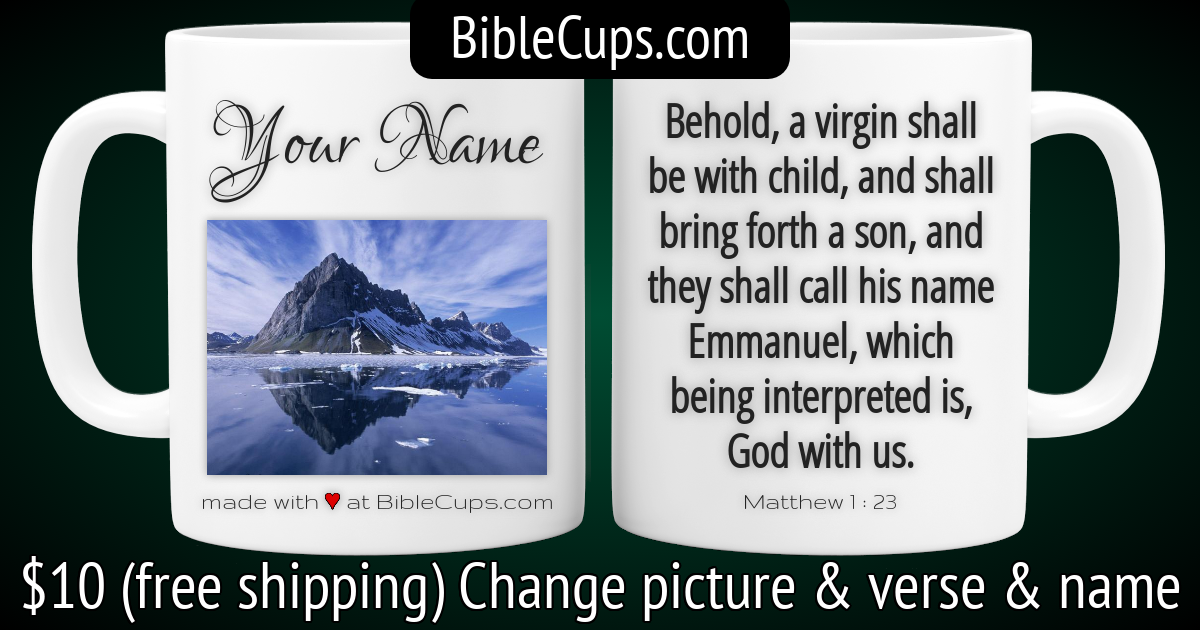 BibleCups.com
Your Name
made with ♥ at BibleCups.com
Behold, a virgin shall
be with child, and shall
bring forth a son, and
they shall call his name
Emmanuel, which
being interpreted is,
God with us.
Matthew 1 : 23
$10 (free shipping) Change picture & verse & name